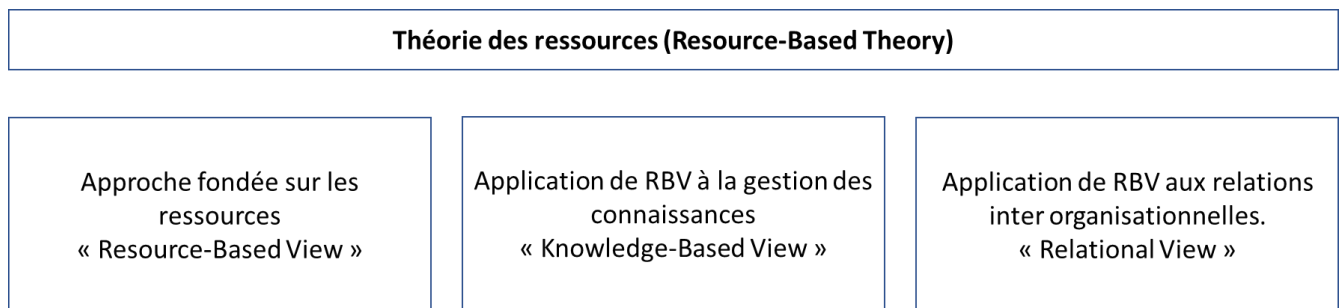 Théorie des ressources (Resource-Based Theory)
Approche fondée sur les
ressources
« Resource-Based View »
Application de RBV à la gestion des
connaissances
« Knowledge-Based View »
Application de RBV aux relations
inter organisationnelles.
« Relational View »